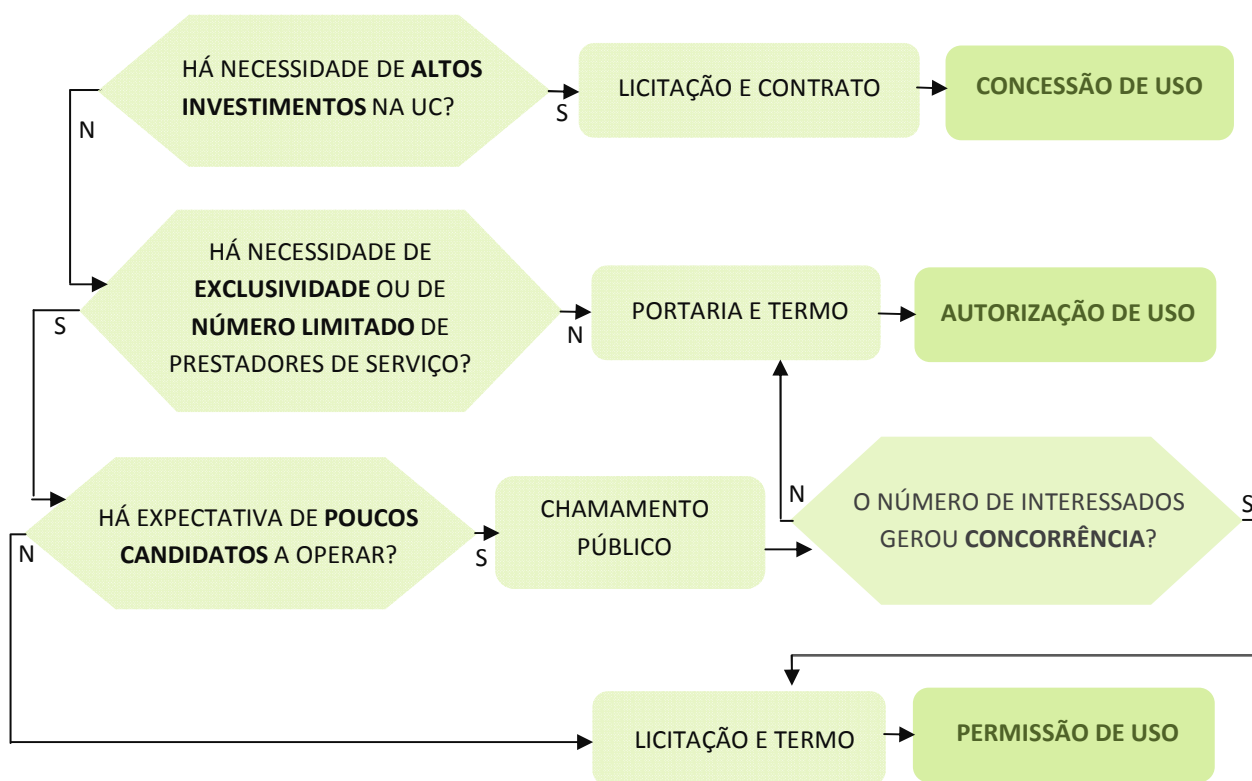 HÁ NECESSIDADE DE ALTOS
INVESTIMENTOS NA UC?
S
N
LICITAÇÃO E CONTRATO
CONCESSÃO DE USO
HÁ NECESSIDADE DE
EXCLUSIVIDADE OU DE
NÚMERO LIMITADO DE
PRESTADORES DE SERVIÇO?
S
N
PORTARIA E TERMO
AUTORIZAÇÃO DE USO
HÁ EXPECTATIVA DE POUCOS
CANDIDATOS A OPERAR?
N
S
CHAMAMENTO
PÚBLICO
N
O NÚMERO DE INTERESSADOS
GEROU CONCORRÊNCIA?
S
LICITAÇÃO E TERMO
PERMISSÃO DE USO